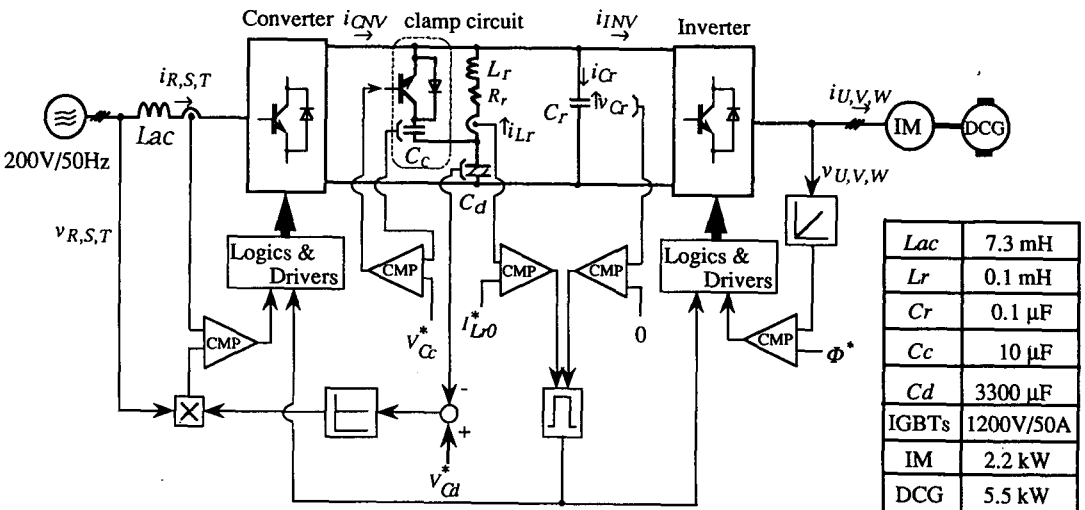 Converter
i_CNV
clamp circuit
i_INV
Inverter
i_R,S,T
L_r
R_r
i_Cr
v_Cr
C_r
i_Lr
i_U,V,W
IM
DCG
Lac
200V/50Hz
C_c
C_d
v_U,V,W
v_R,S,T
Logics & Drivers
CMP
CMP
CMP
Logics & Drivers
V*_Cc
I*_Lr0
0
CMP
CMP
Φ*
×
-
+
V*_Cd
Lac 7.3 mH
Lr 0.1 mH
Cr 0.1 µF
Cc 10 µF
Cd 3300 µF
IGBTs 1200V/50A
IM 2.2 kW
DCG 5.5 kW